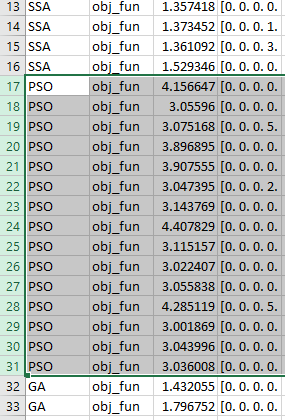 13 SSA obj_fun 1.357418 [0. 0. 0. 0.
14 SSA obj_fun 1.373452 [0. 0. 0. 1.
15 SSA obj_fun 1.361092 [0. 0. 0. 3.
16 SSA obj_fun 1.529346 [0. 0. 0. 0.
17 PSO obj_fun 4.156647 [0. 0. 0. 0.
18 PSO obj_fun 3.05596 [0. 0. 0. 0.
19 PSO obj_fun 3.075168 [0. 0. 0. 5.
20 PSO obj_fun 3.896895 [0. 0. 0. 0.
21 PSO obj_fun 3.907555 [0. 0. 0. 0.
22 PSO obj_fun 3.047395 [0. 0. 0. 2.
23 PSO obj_fun 3.143769 [0. 0. 0. 0.
24 PSO obj_fun 4.407829 [0. 0. 0. 0.
25 PSO obj_fun 3.115157 [0. 0. 0. 0.
26 PSO obj_fun 3.022407 [0. 0. 0. 0.
27 PSO obj_fun 3.055838 [0. 0. 0. 0.
28 PSO obj_fun 4.285119 [0. 0. 0. 5.
29 PSO obj_fun 3.001869 [0. 0. 0. 0.
30 PSO obj_fun 3.043996 [0. 0. 0. 0.
31 PSO obj_fun 3.036008 [0. 0. 0. 0.
32 GA obj_fun 1.432055 [0. 0. 0. 0.
33 GA obj_fun 1.796752 [0. 0. 0. 0.